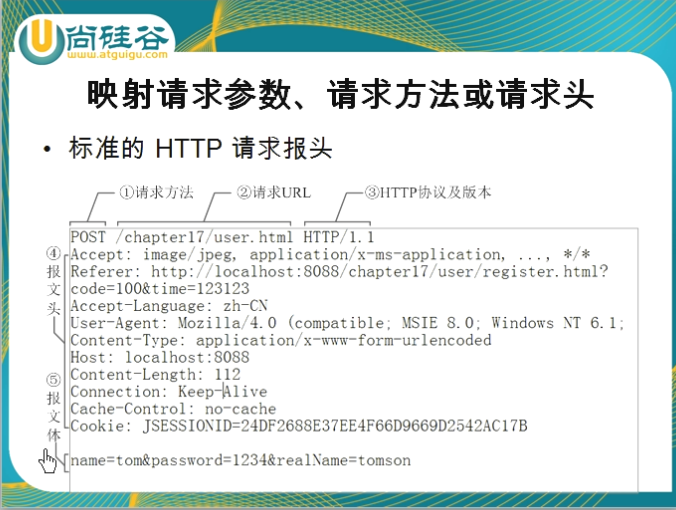 尚硅谷
www.atguigu.com
映射请求参数、请求方法或请求头
• 标准的 HTTP 请求报头
①请求方法 ②请求URL ③HTTP协议及版本
POST /chapter17/user.html HTTP/1.1
④报文头
Accept: image/jpeg, application/x-ms-application, ..., */*
Referer: http://localhost:8088/chapter17/user/register.html?
code=100&time=123123
Accept-Language: zh-CN
User-Agent: Mozilla/4.0 (compatible; MSIE 8.0; Windows NT 6.1;
Content-Type: application/x-www-form-urlencoded
Host: localhost:8088
Content-Length: 112
Connection: Keep-Alive
Cache-Control: no-cache
Cookie: JSESSIONID=24DF2688E37EE4F66D9669D2542AC17B
⑤报文体
name=tom&password=1234&realName=tomson